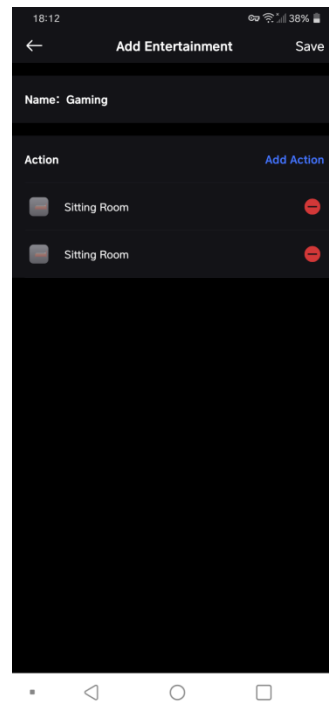 18:12
38%
Add Entertainment
Save
Name: Gaming
Action
Add Action
Sitting Room
Sitting Room